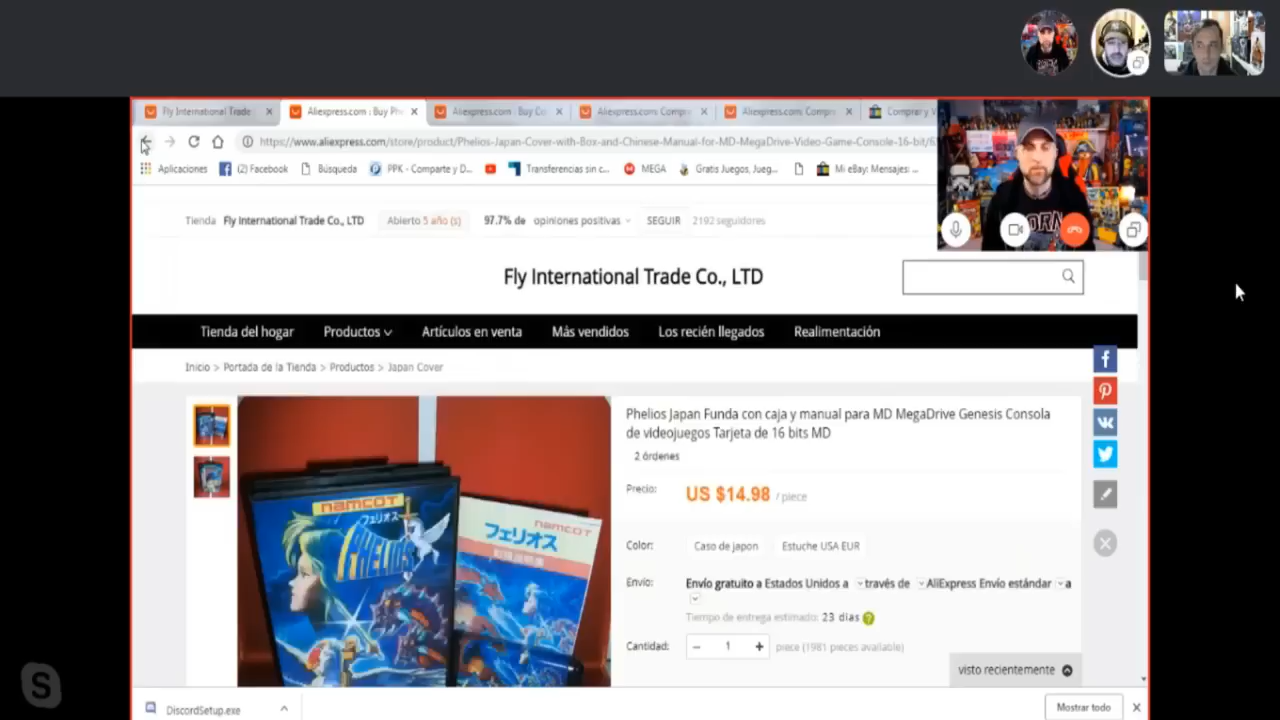 Fly International Trade
Aliexpress.com : Buy Ph
Aliexpress.com : Buy Co
Aliexpress.com: Compr
Aliexpress.com: Compr
Comprar y V
https://www.aliexpress.com/store/product/Phelios-Japan-Cover-with-Box-and-Chinese-Manual-for-MD-MegaDrive-Video-Game-Console-16-bit/6
Aplicaciones
(2) Facebook
Búsqueda
PPK - Comparte y D...
Transferencias sin c...
MEGA
Gratis Juegos, Jueg...
Mi eBay: Mensajes: ...
Tienda Fly International Trade Co., LTD Abierto 5 año (s) 97.7% de opiniones positivas SEGUIR 2192 seguidores
Fly International Trade Co., LTD
Tienda del hogar Productos Artículos en venta Más vendidos Los recién llegados Realimentación
Inicio > Portada de la Tienda > Productos > Japan Cover
Phelios Japan Funda con caja y manual para MD MegaDrive Genesis Consola
de videojuegos Tarjeta de 16 bits MD
2 órdenes
Precio: US $14.98 / piece
Color: Caso de japon Estuche USA EUR
Envío: Envío gratuito a Estados Unidos a través de AliExpress Envío estándar a
Tiempo de entrega estimado: 23 días
Cantidad: − 1 + piece (1981 pieces available)
visto recientemente
namcot
フェリオス
PHELIOS
namcot
フェリオス
DiscordSetup.exe
Mostrar todo